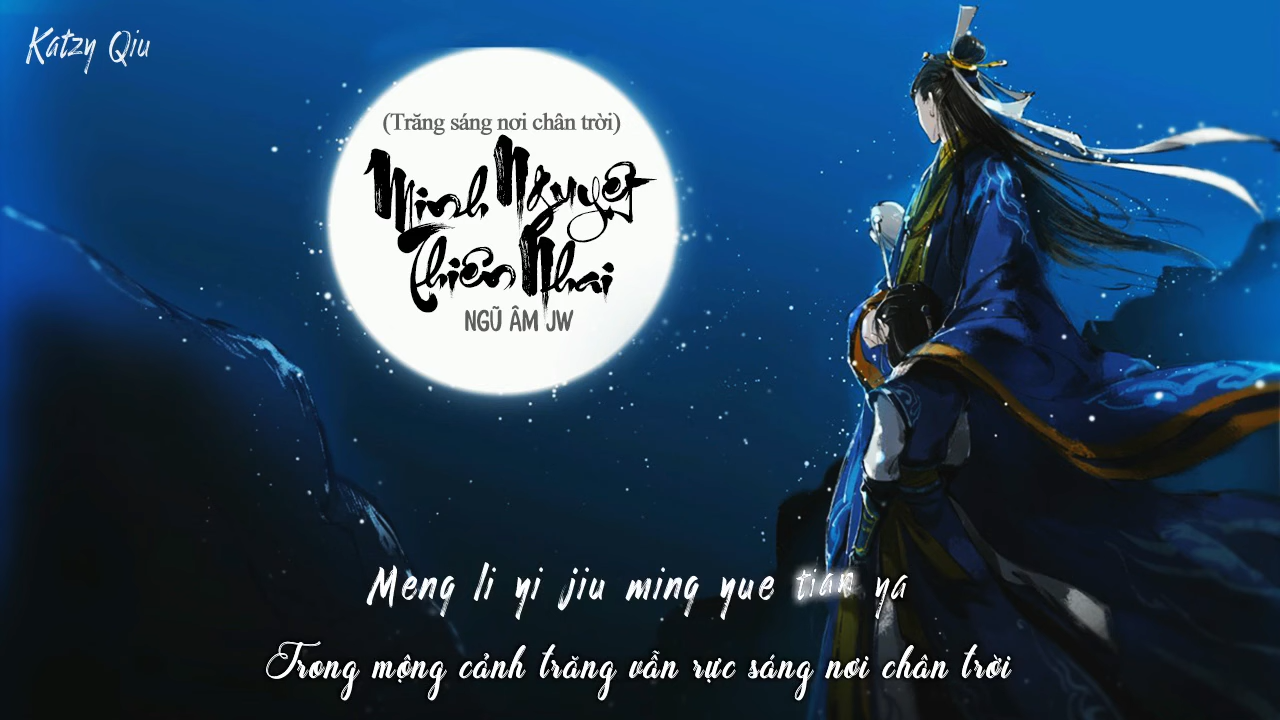 Katzy Qiu
(Trăng sáng nơi chân trời)
Minh Nguyệt
Thiên Nhai
NGŨ ÂM JW
Meng li yi jiu ming yue tian ya
Trong mộng cảnh trăng vẫn rực sáng nơi chân trời